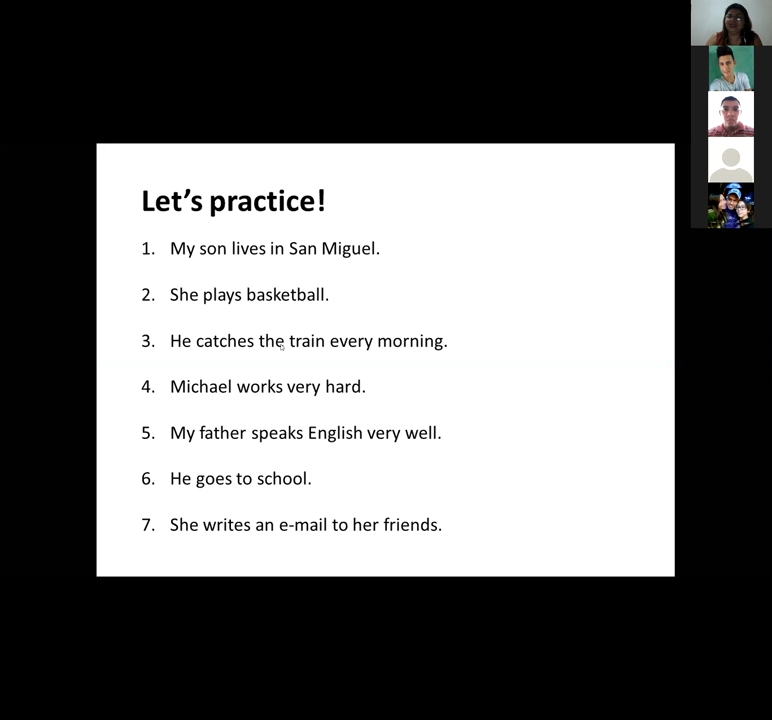 Let's practice!
1. My son lives in San Miguel.
2. She plays basketball.
3. He catches the train every morning.
4. Michael works very hard.
5. My father speaks English very well.
6. He goes to school.
7. She writes an e-mail to her friends.